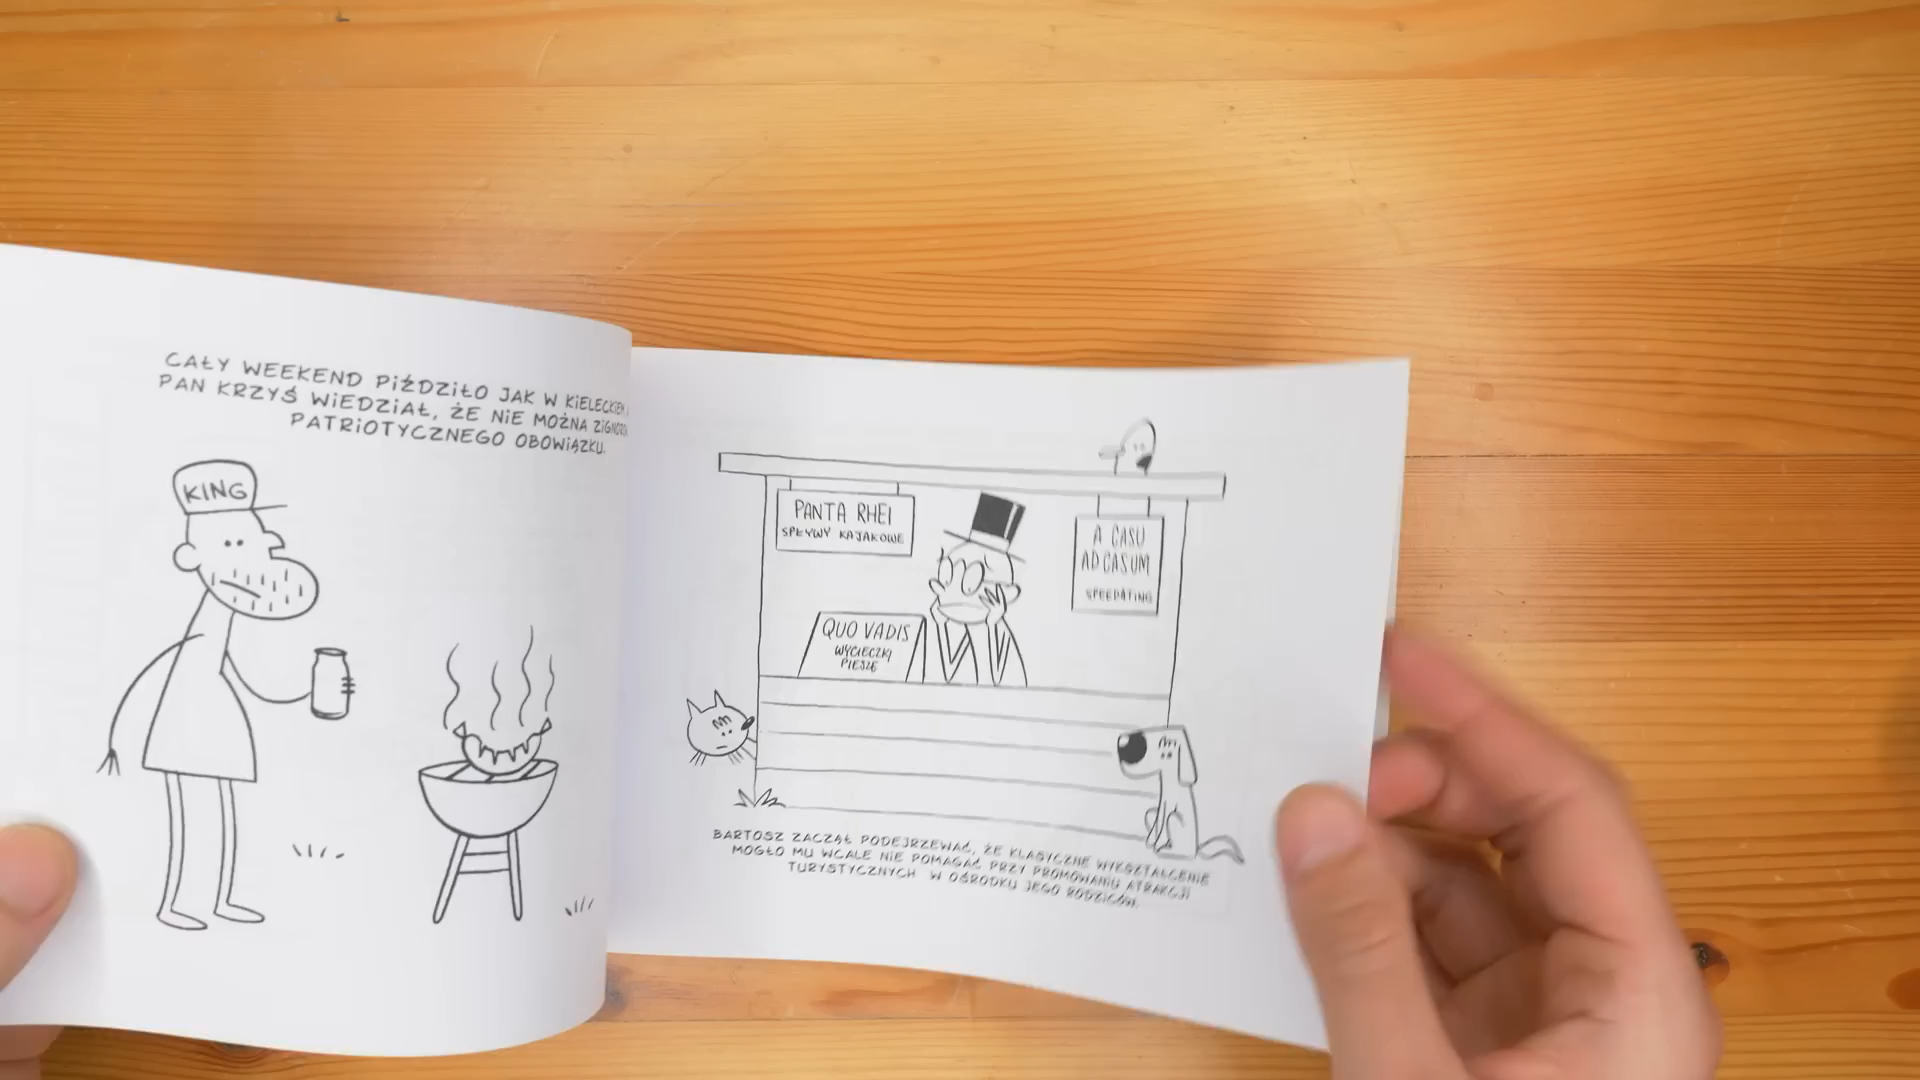 CAŁY WEEKEND PIŹDZIŁO JAK W KIELECKIEM
PAN KRZYŚ WIEDZIAŁ, ŻE NIE MOŻNA
PATRIOTYCZNEGO OBOWIĄZKU.
KING
PANTA RHEI
SPŁYWY KAJAKOWE
A CASU
AD CASUM
SPEEDATING
QUO VADIS
WYCIECZKI
PIESZE
BARTOSZ ZACZĄŁ PODEJRZEWAĆ, ŻE KLASYCZNE WYKSZTAŁCENIE
MOGŁO MU WCALE NIE POMAGAĆ PRZY PROMOWANIU ATRAKCJI
TURYSTYCZNYCH W OŚRODKU JEGO RODZICÓW.